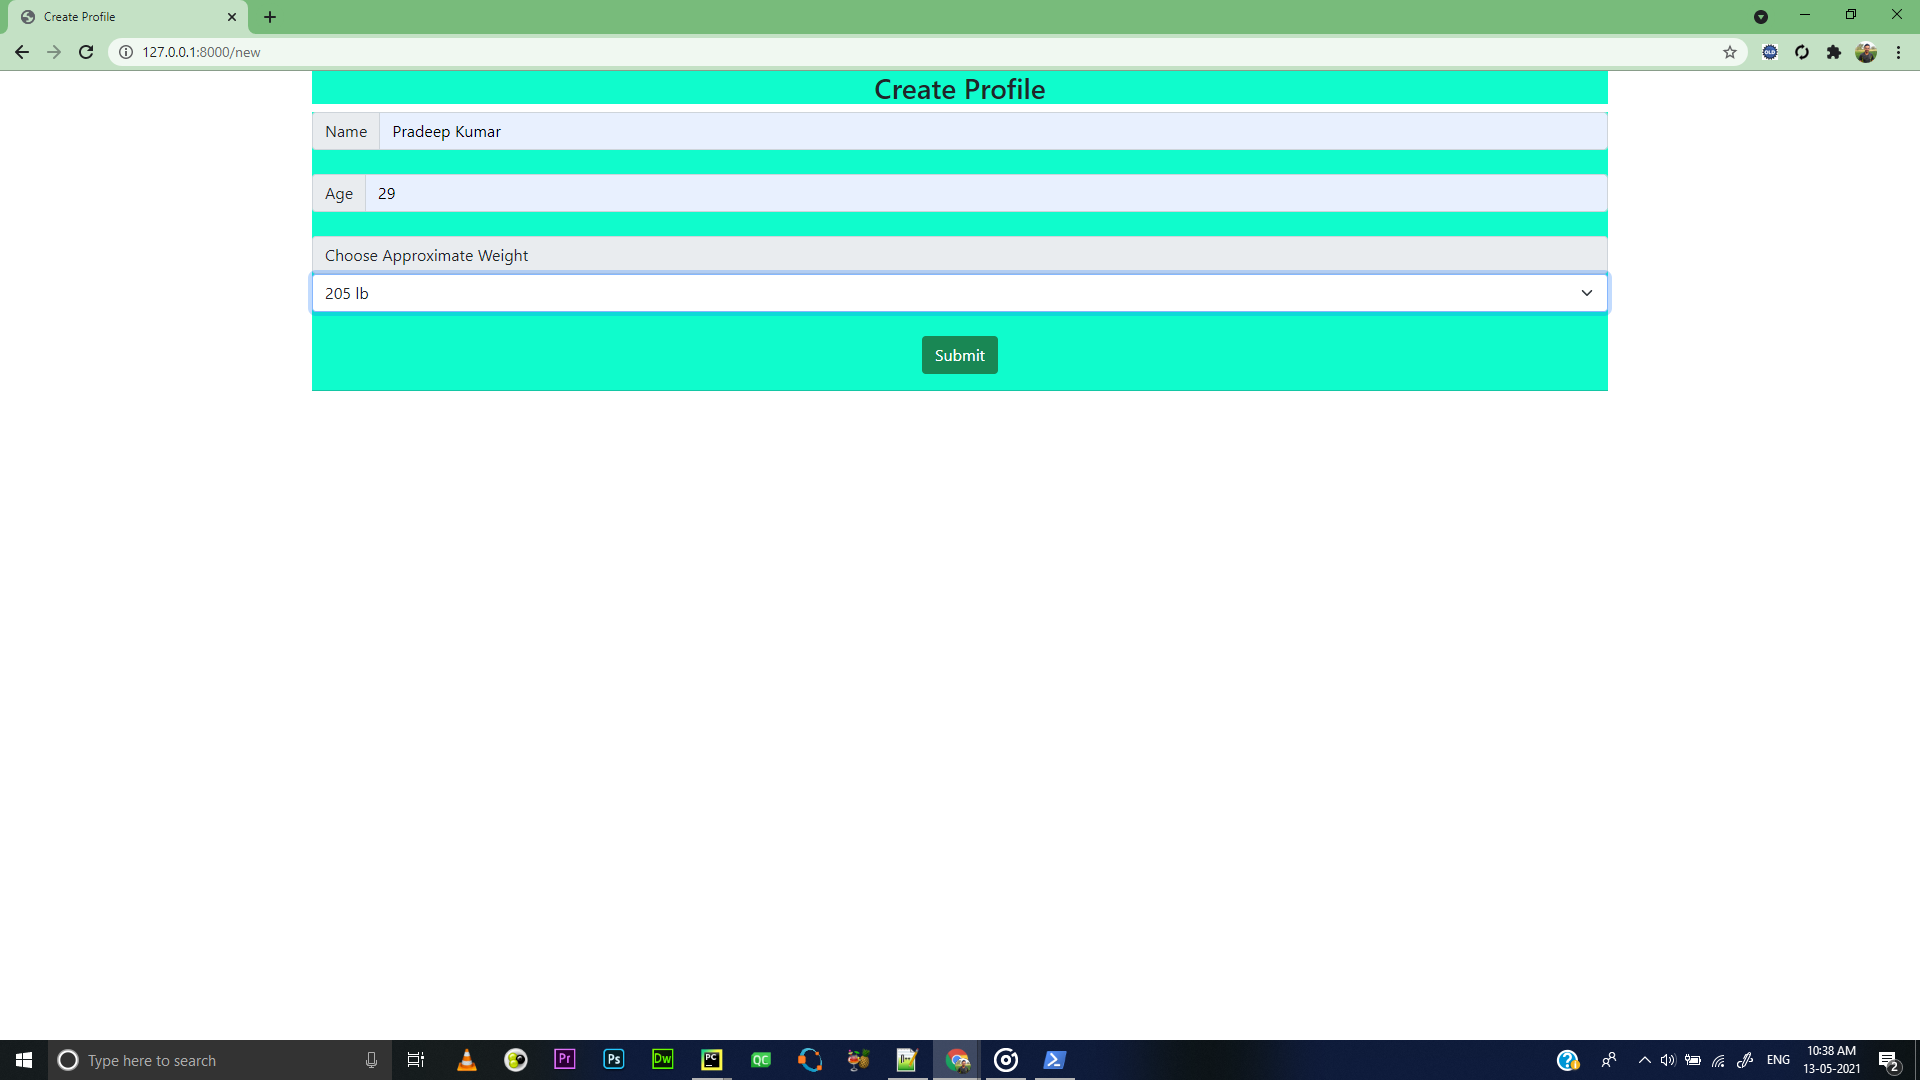 Create Profile
127.0.0.1:8000/new
OLD
Create Profile
Name Pradeep Kumar
Age 29
Choose Approximate Weight
205 lb
Submit
Type here to search
Pr
Ps
Dw
PC
QC
ENG
10:38 AM
13-05-2021
2